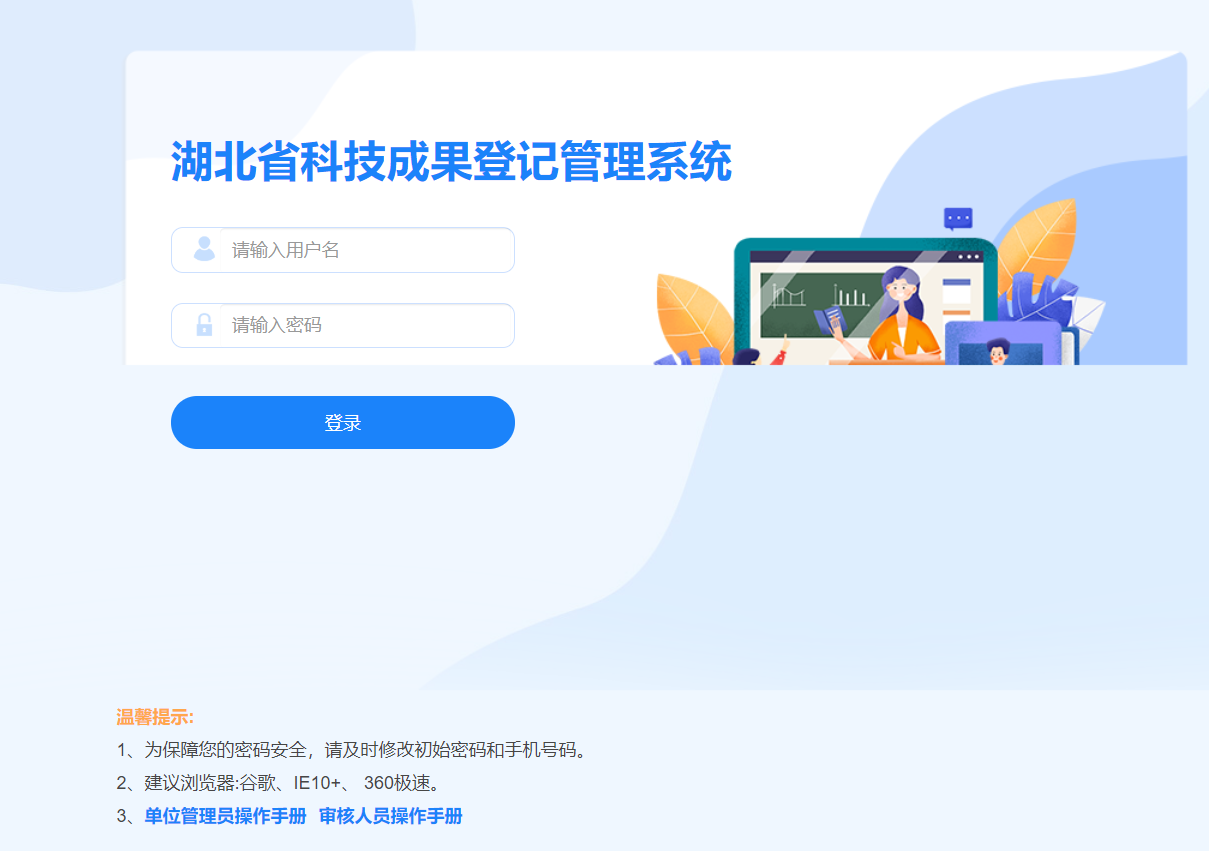 湖北省科技成果登记管理系统
请输入用户名
请输入密码
登录
温馨提示:
1、为保障您的密码安全，请及时修改初始密码和手机号码。
2、建议浏览器:谷歌、IE10+、 360极速。
3、单位管理员操作手册 审核人员操作手册